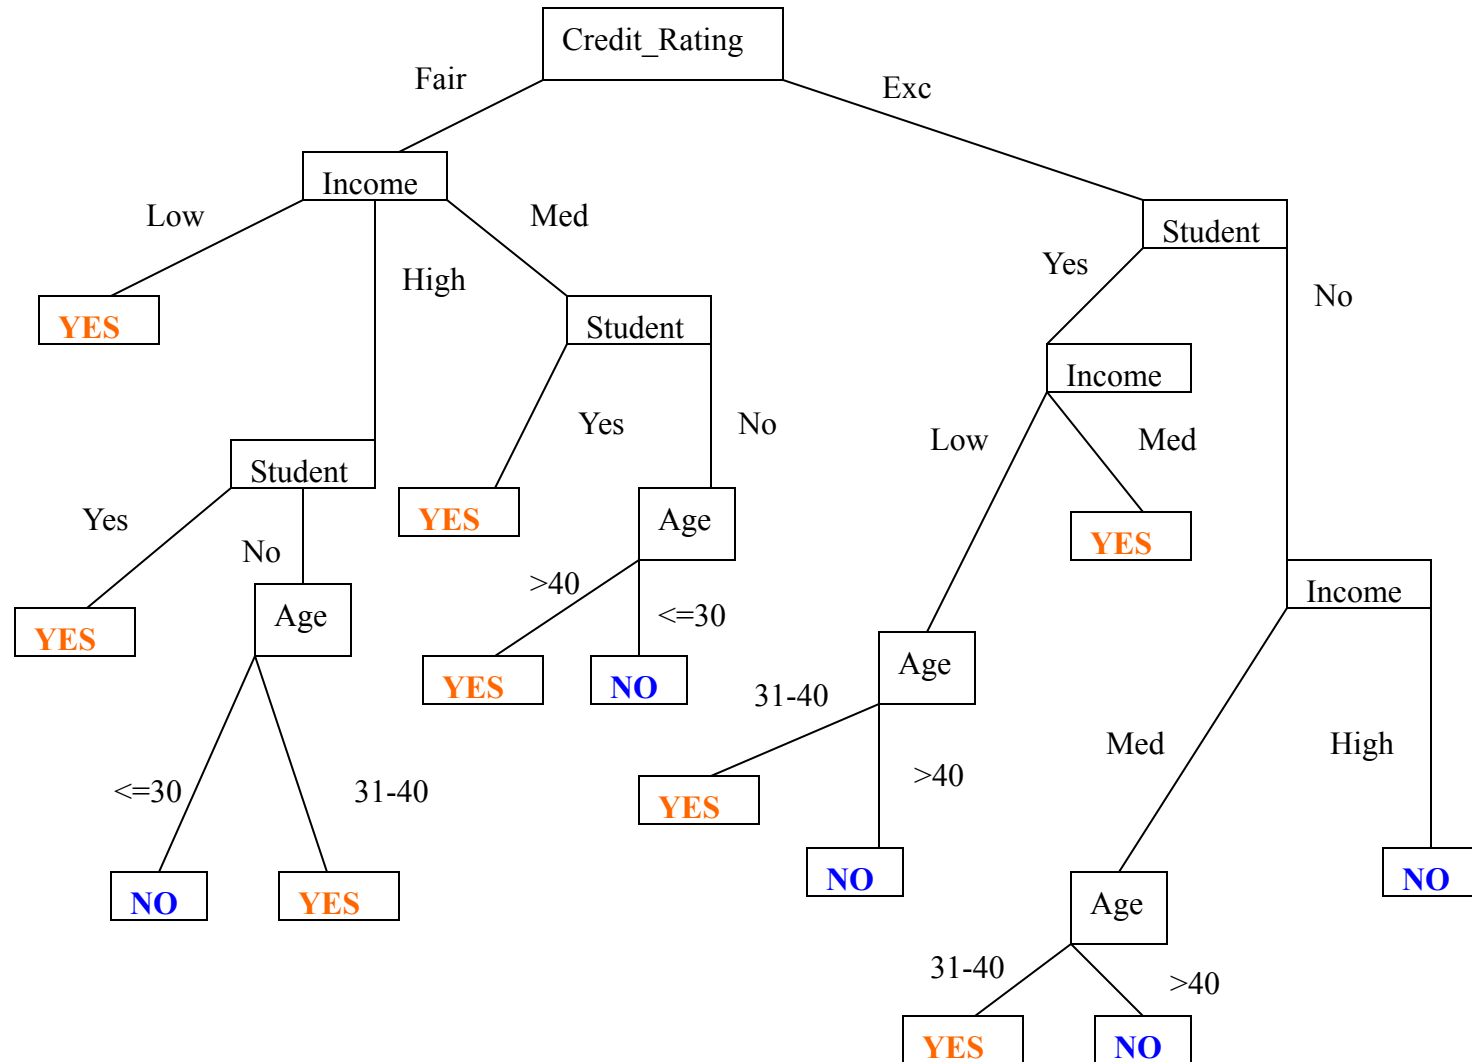 Credit_Rating
Fair
Exc
Income
Low
Med
Student
Yes
High
No
YES
Student
Income
Yes
No
Low
Med
Student
Yes
YES
Age
YES
No
>40
Income
Age
<=30
YES
Age
YES
NO
31-40
Med
High
<=30
31-40
>40
YES
NO
NO
YES
Age
NO
31-40
>40
YES
NO